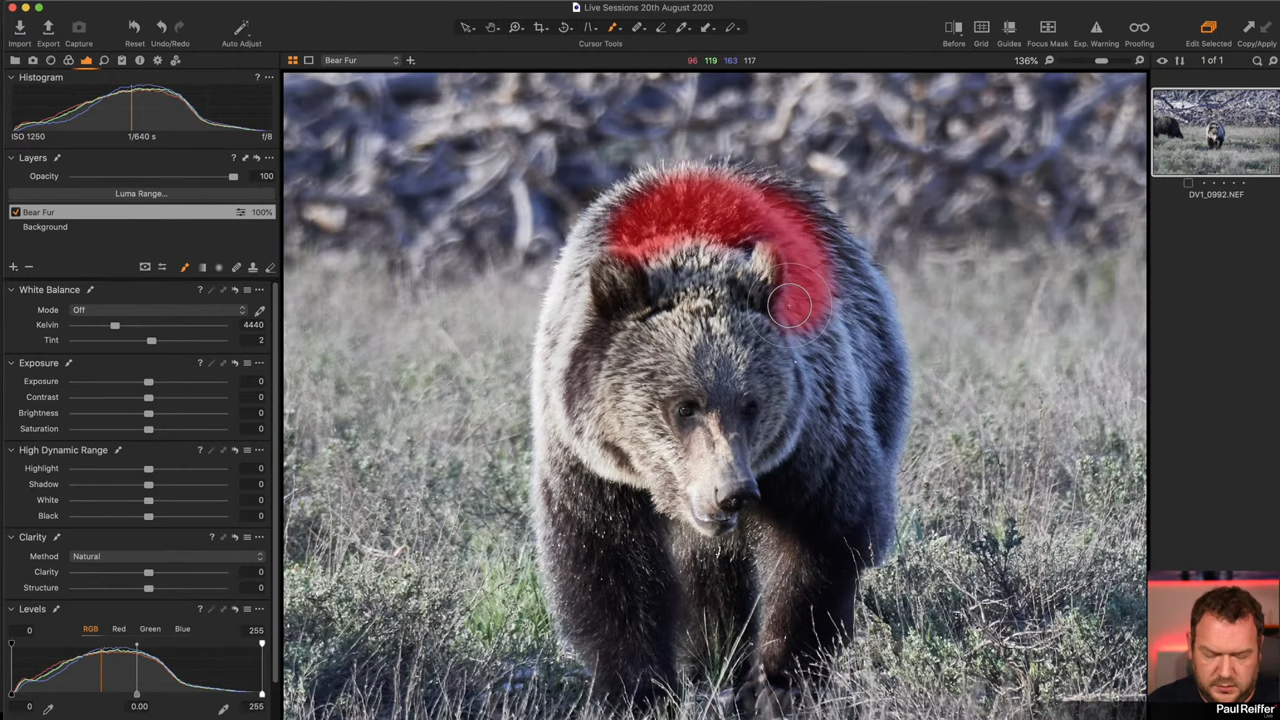 Live Sessions 20th August 2020
Import Export Capture Reset Undo/Redo Auto Adjust Cursor Tools Before Grid Guides Focus Mask Exp. Warning Proofing Edit Selected Copy/Apply
Bear Fur 96 119 163 117 136% 1 of 1
Histogram ?
ISO 1250 1/640 s f/8
Layers ?
Opacity 100
Luma Range...
Bear Fur 100%
Background
White Balance ?
Mode Off
Kelvin 4440
Tint 2
Exposure ?
Exposure 0
Contrast 0
Brightness 0
Saturation 0
High Dynamic Range ?
Highlight 0
Shadow 0
White 0
Black 0
Clarity ?
Method Natural
Clarity 0
Structure 0
Levels ?
0 RGB Red Green Blue 255
0 0.00 255
DV1_0992.NEF
PaulReiffer
Live